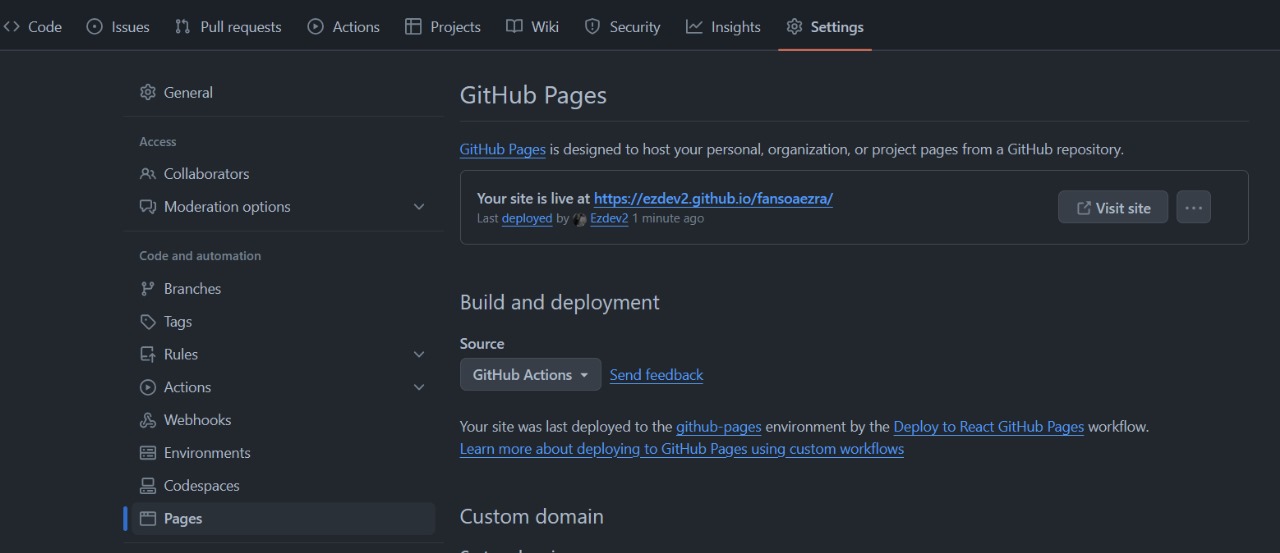 Code Issues Pull requests Actions Projects Wiki Security Insights Settings
General
Access
Collaborators
Moderation options
Code and automation
Branches
Tags
Rules
Actions
Webhooks
Environments
Codespaces
Pages
GitHub Pages
GitHub Pages is designed to host your personal, organization, or project pages from a GitHub repository.
Your site is live at https://ezdev2.github.io/fansoaezra/
Last deployed by Ezdev2 1 minute ago
Visit site
Build and deployment
Source
GitHub Actions Send feedback
Your site was last deployed to the github-pages environment by the Deploy to React GitHub Pages workflow.
Learn more about deploying to GitHub Pages using custom workflows
Custom domain